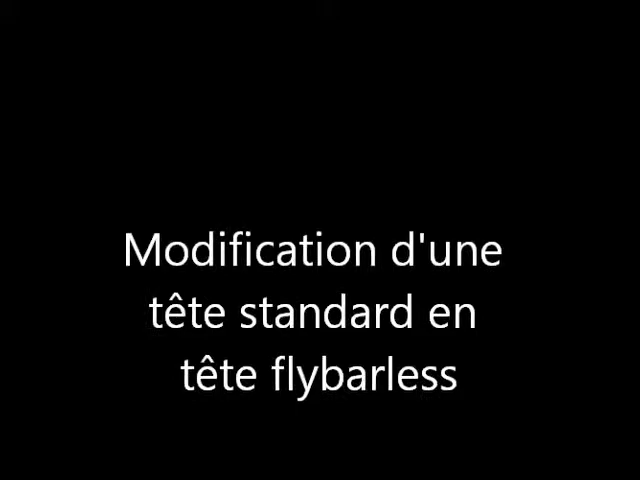 Modification d'une
tête standard en
tête flybarless